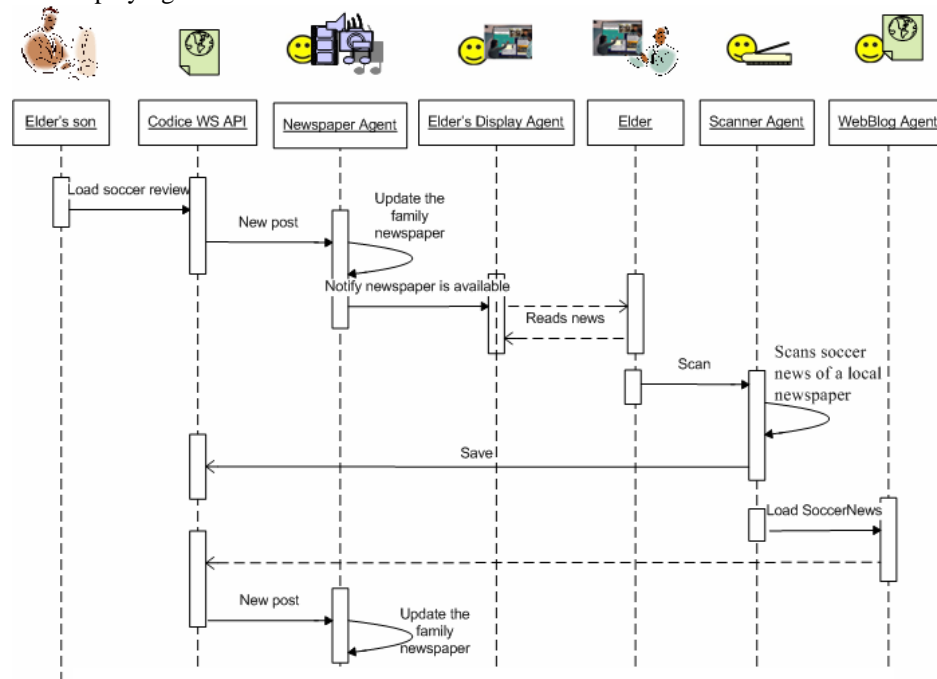 Elder's son
Codice WS API
Newspaper Agent
Elder's Display Agent
Elder
Scanner Agent
WebBlog Agent
Load soccer review
New post
Update the
family
newspaper
Notify newspaper is available
Reads news
Scan
Scans soccer
news of a local
newspaper
Save
Load SoccerNews
New post
Update the
family
newspaper